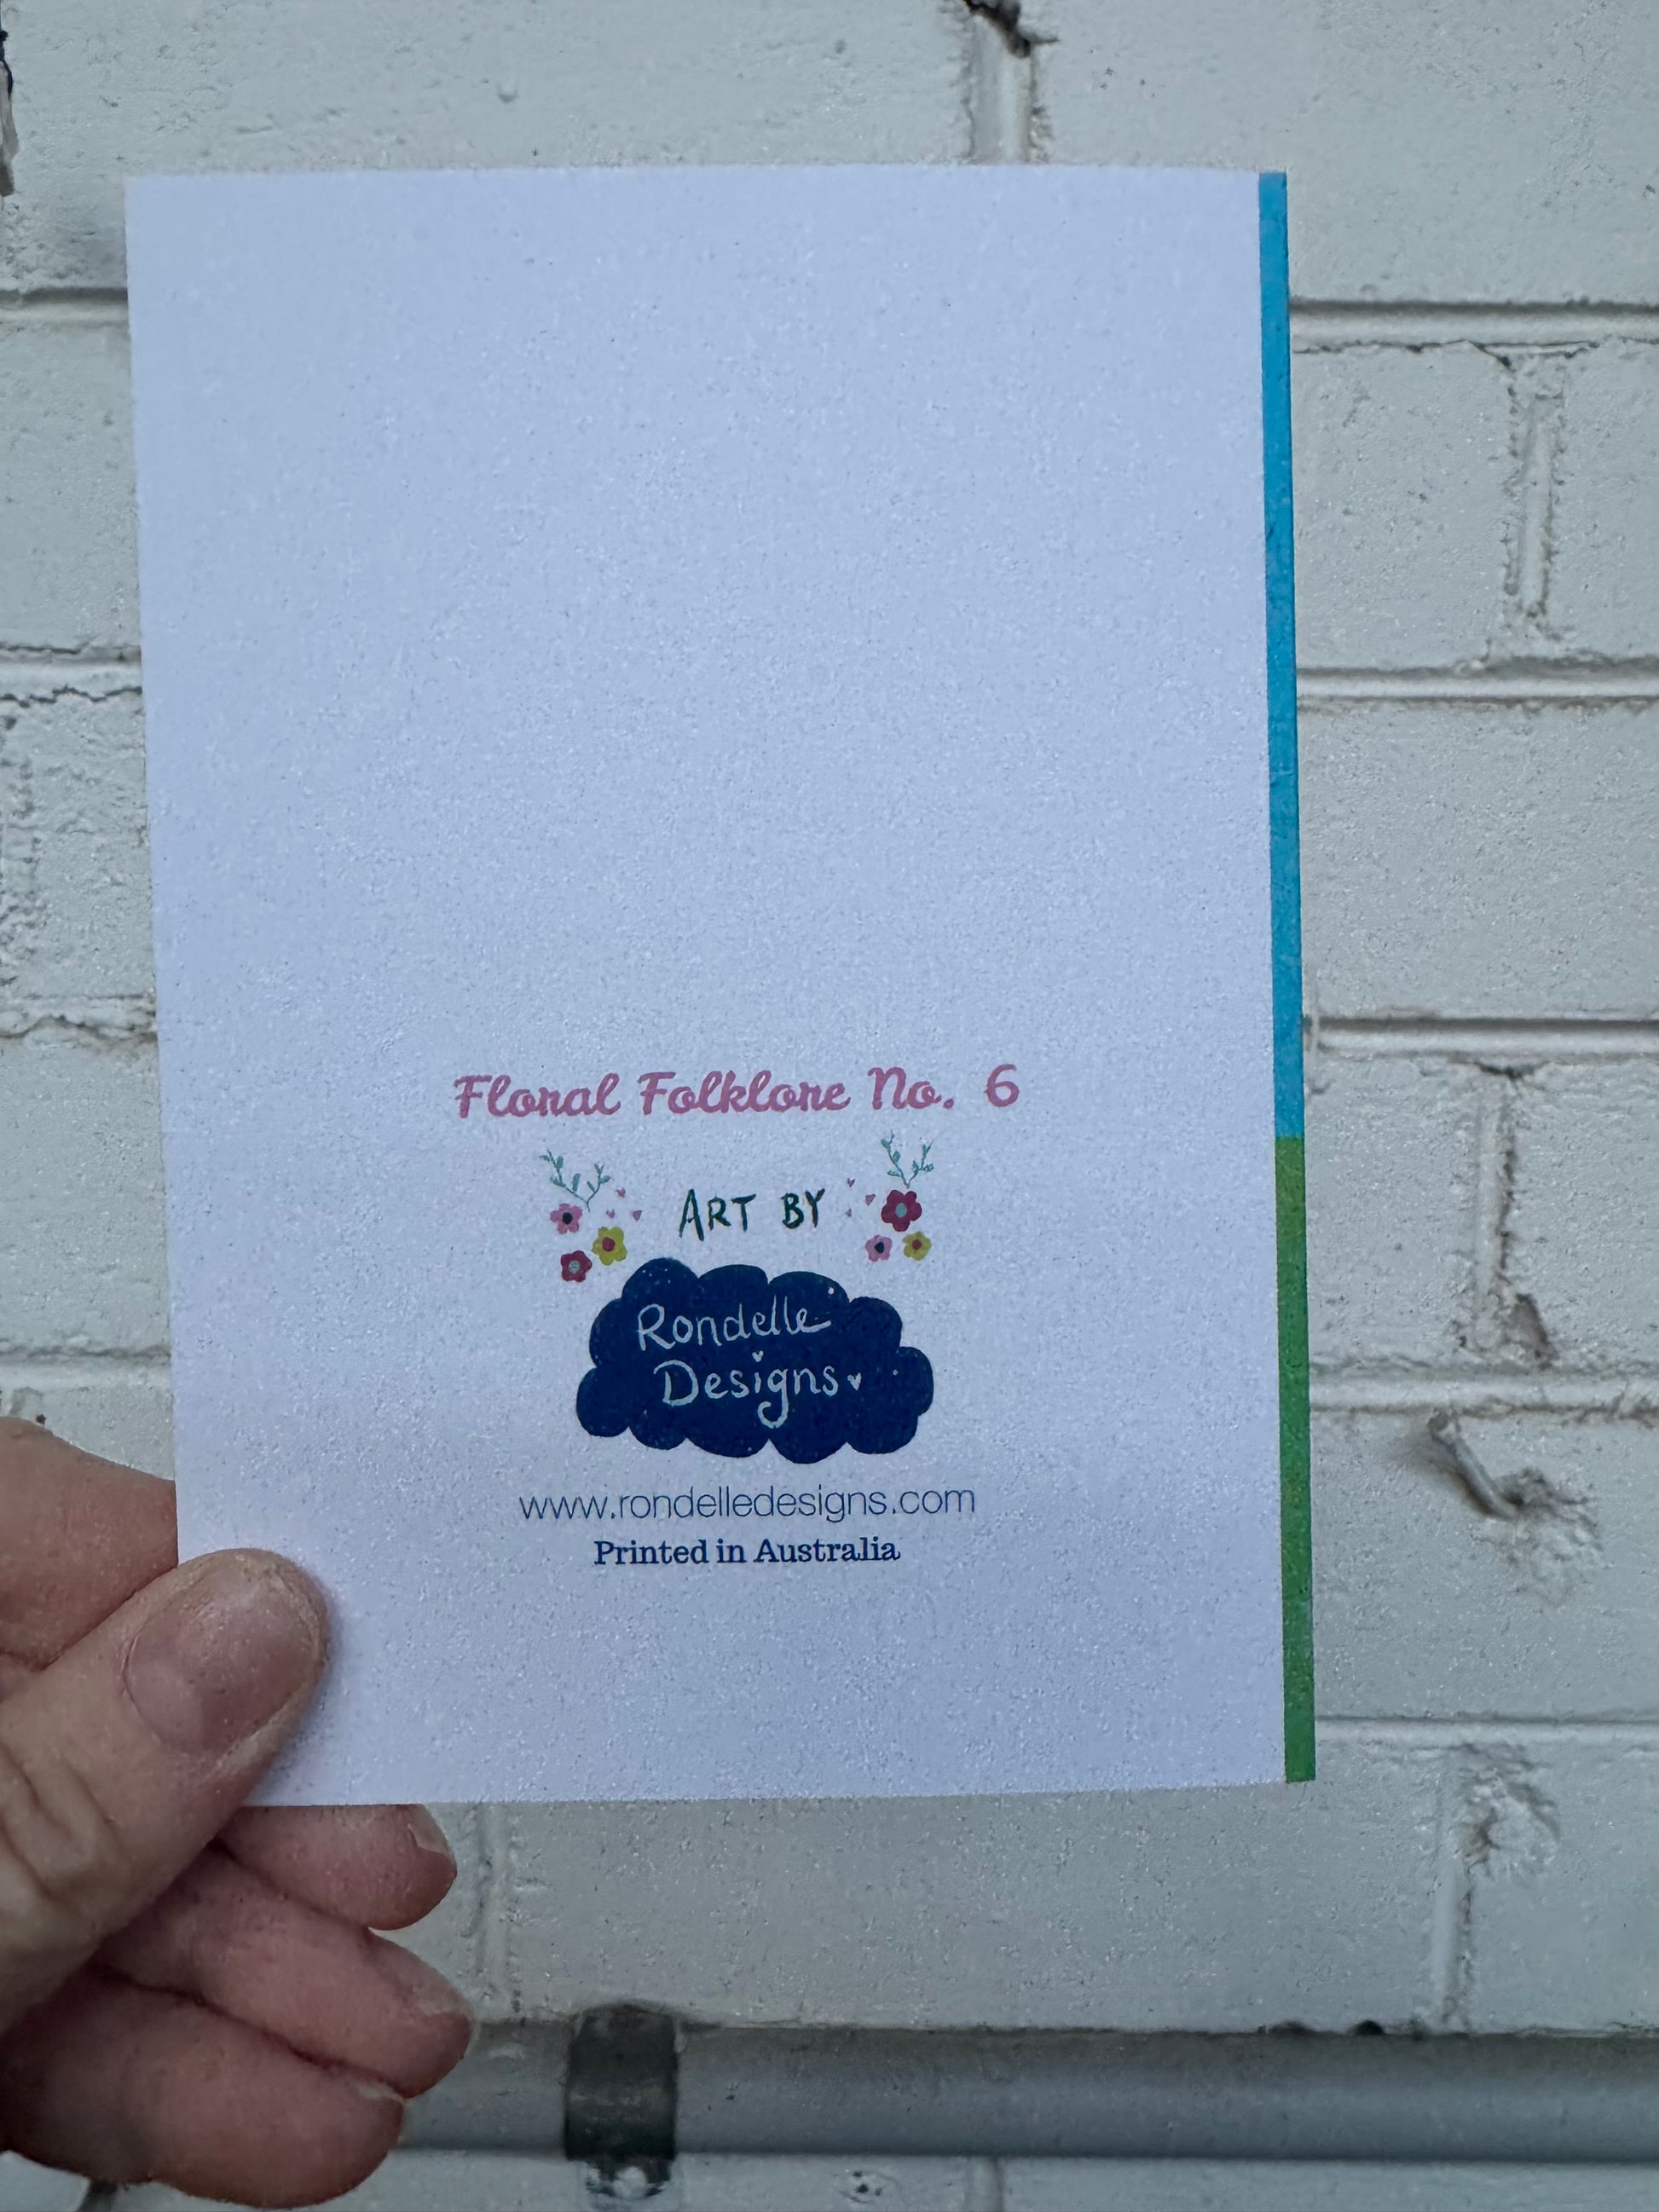 Floral Folklore No. 6
ART BY
Rondelle
Designs
www.rondelledesigns.com
Printed in Australia